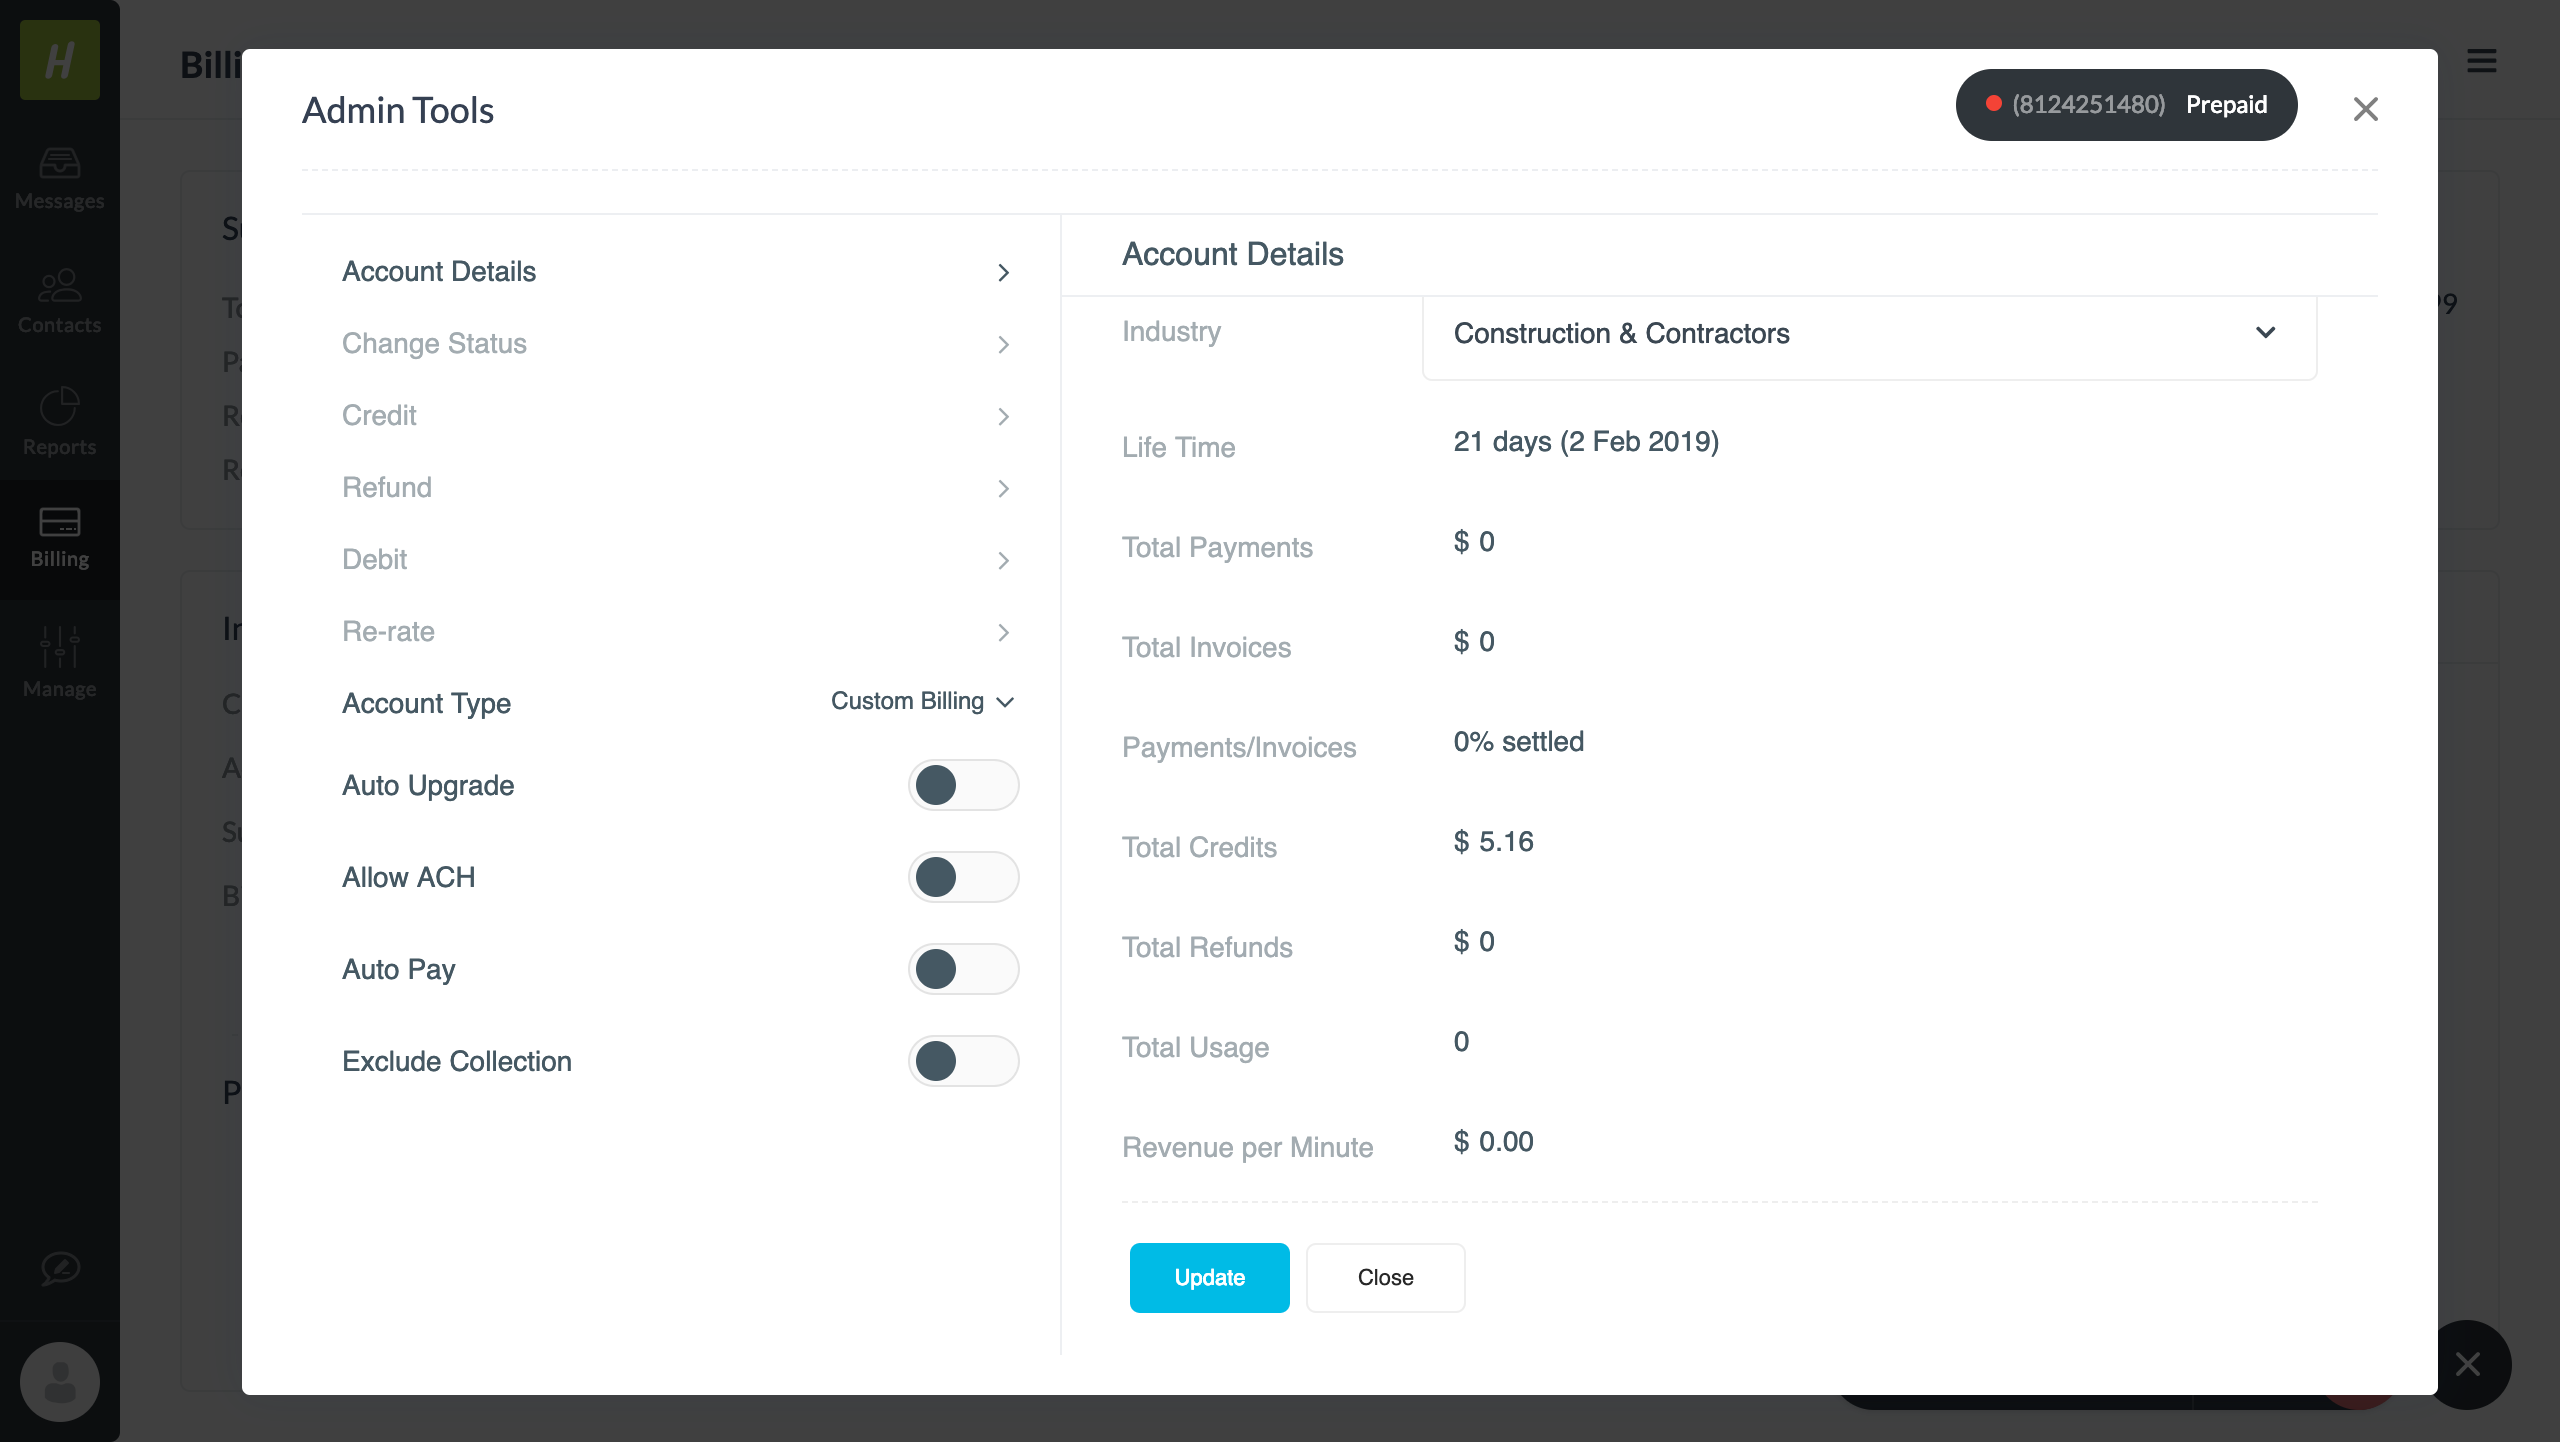 H
Billi
Admin Tools
(8124251480) Prepaid
Messages
Contacts
Reports
Billing
Manage
Account Details
Change Status
Credit
Refund
Debit
Re-rate
Account Type
Custom Billing
Auto Upgrade
Allow ACH
Auto Pay
Exclude Collection
Account Details
Industry
Construction & Contractors
Life Time
21 days (2 Feb 2019)
Total Payments
$ 0
Total Invoices
$ 0
Payments/Invoices
0% settled
Total Credits
$ 5.16
Total Refunds
$ 0
Total Usage
0
Revenue per Minute
$ 0.00
Update
Close